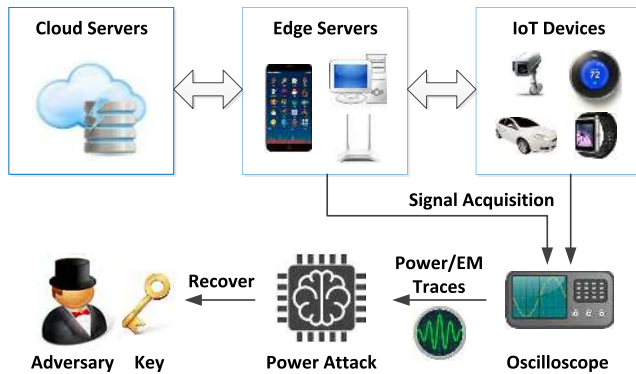 Cloud Servers
Edge Servers
IoT Devices
72
Signal Acquisition
Recover
Power/EM
Traces
Adversary
Key
Power Attack
Oscilloscope